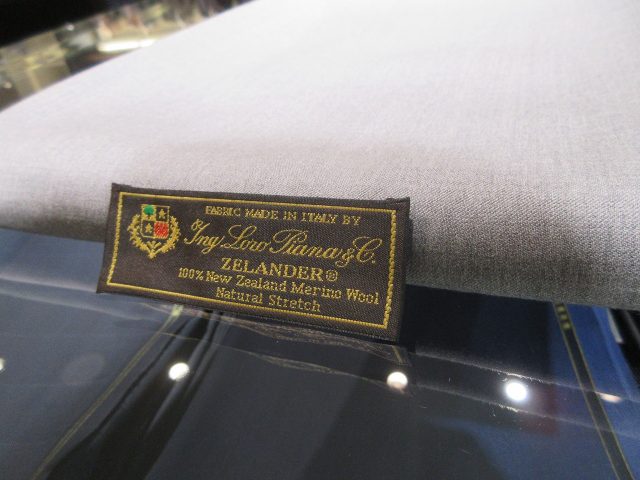 FABRIC MADE IN ITALY BY
Ing. Loro Piana & C.
ZELANDER®
100% New Zealand Merino Wool
Natural Stretch